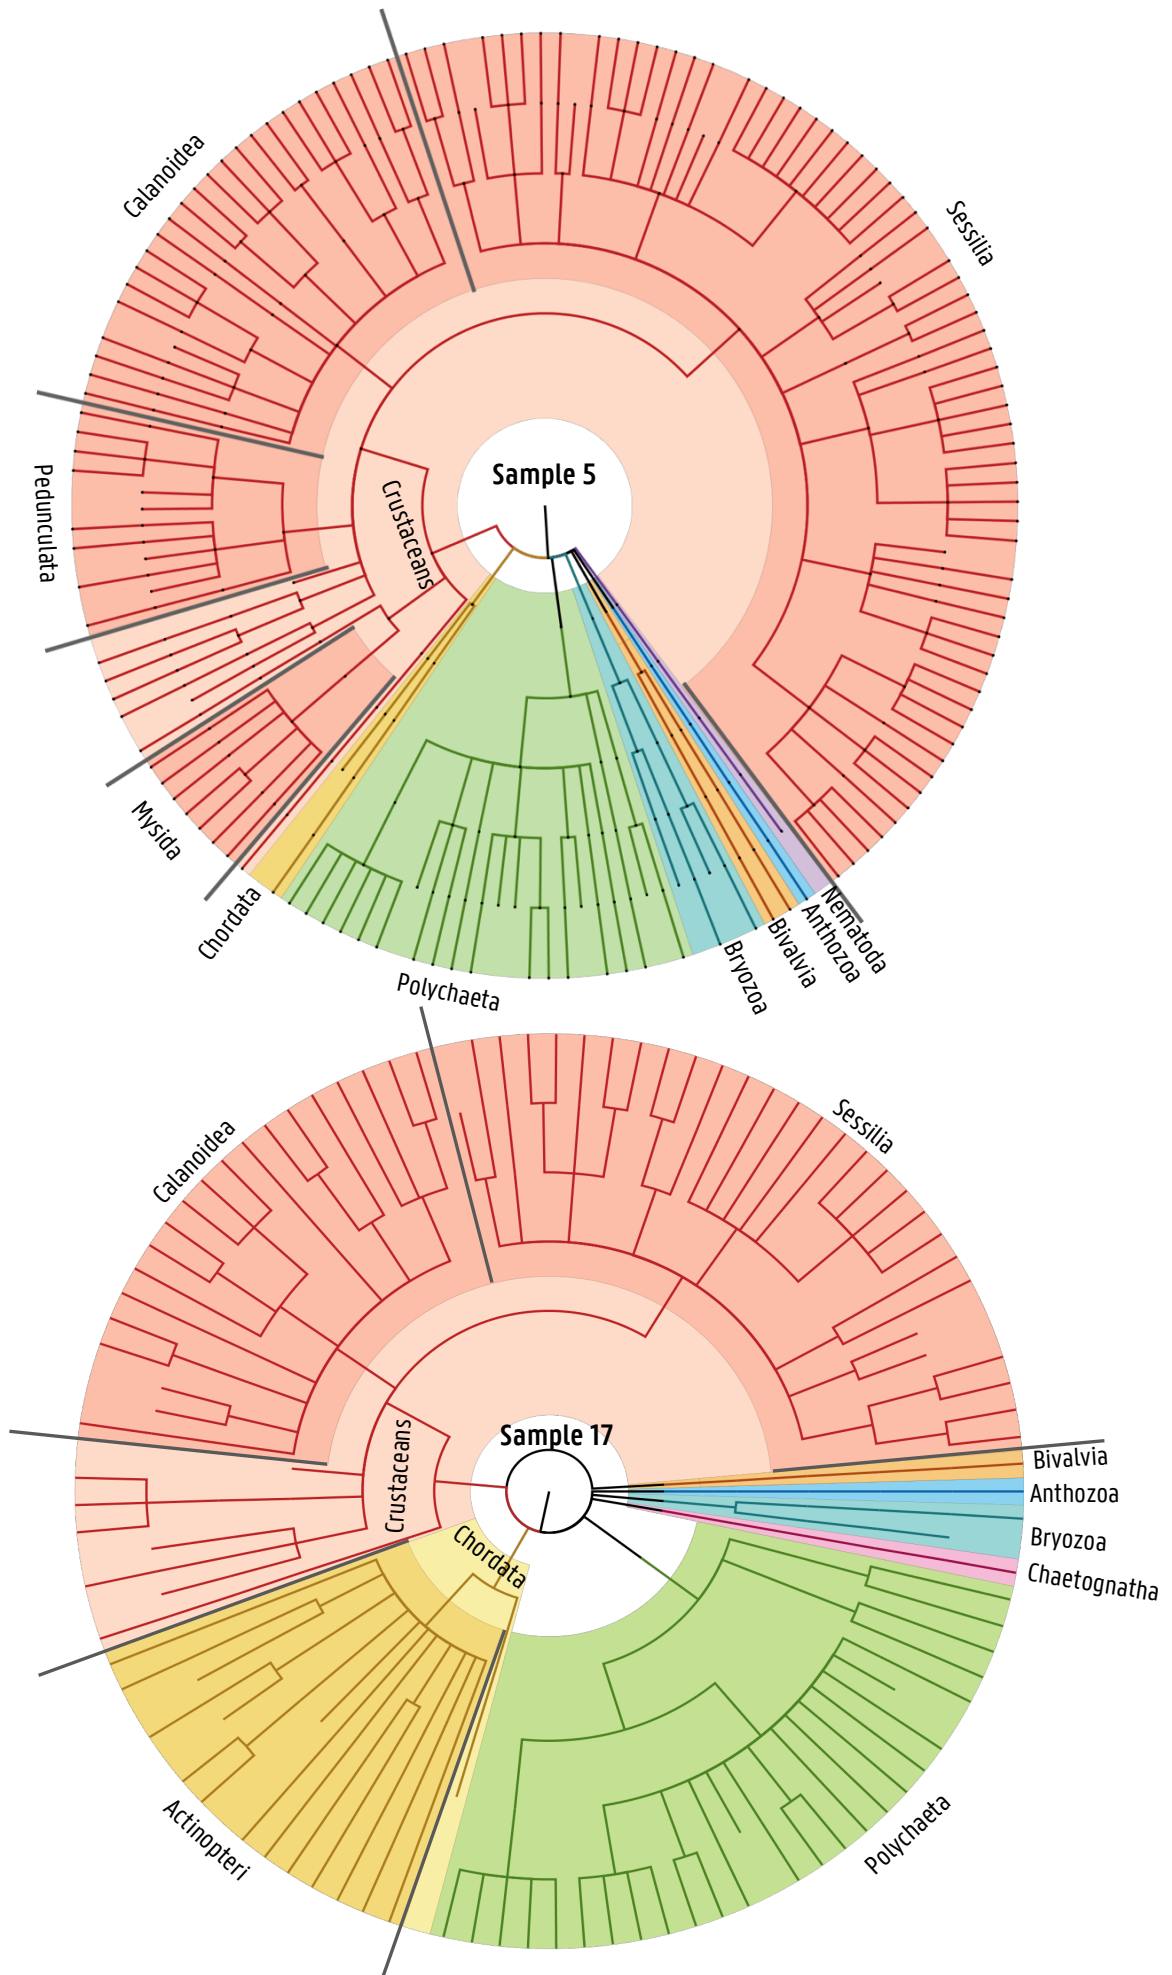 Calanoidea
Sessilia
Sample 5
Crustaceans
Pedunculata
Mysida
Chordata
Polychaeta
Bryozoa
Bivalvia
Anthozoa
Nematoda
Calanoidea
Sessilia
Sample 17
Crustaceans
Bivalvia
Anthozoa
Bryozoa
Chaetognatha
Chordata
Actinopteri
Polychaeta